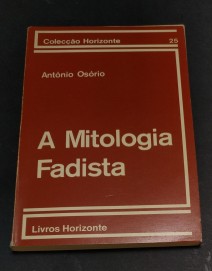 Colecção Horizonte 25
António Osório
A Mitologia
Fadista
Livros Horizonte